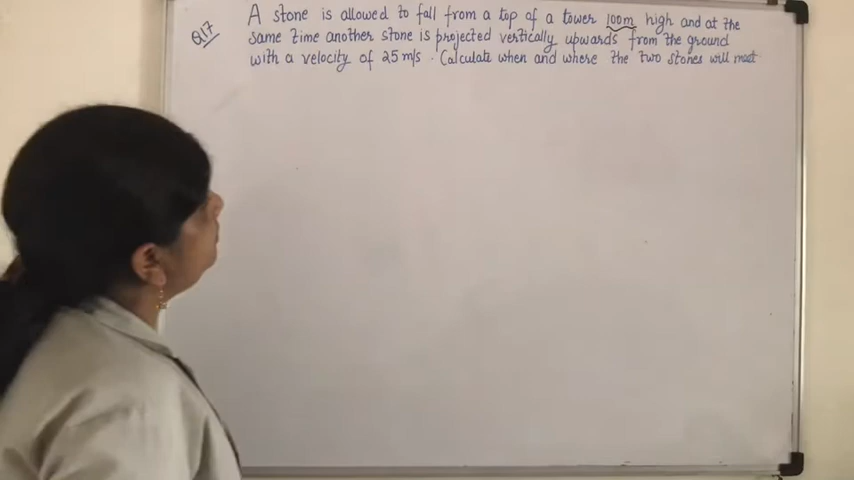 Q17 A stone is allowed to fall from a top of a tower 100m high and at the
same time another stone is projected vertically upwards from the ground
with a velocity of 25 m/s. Calculate when and where the two stones will meet